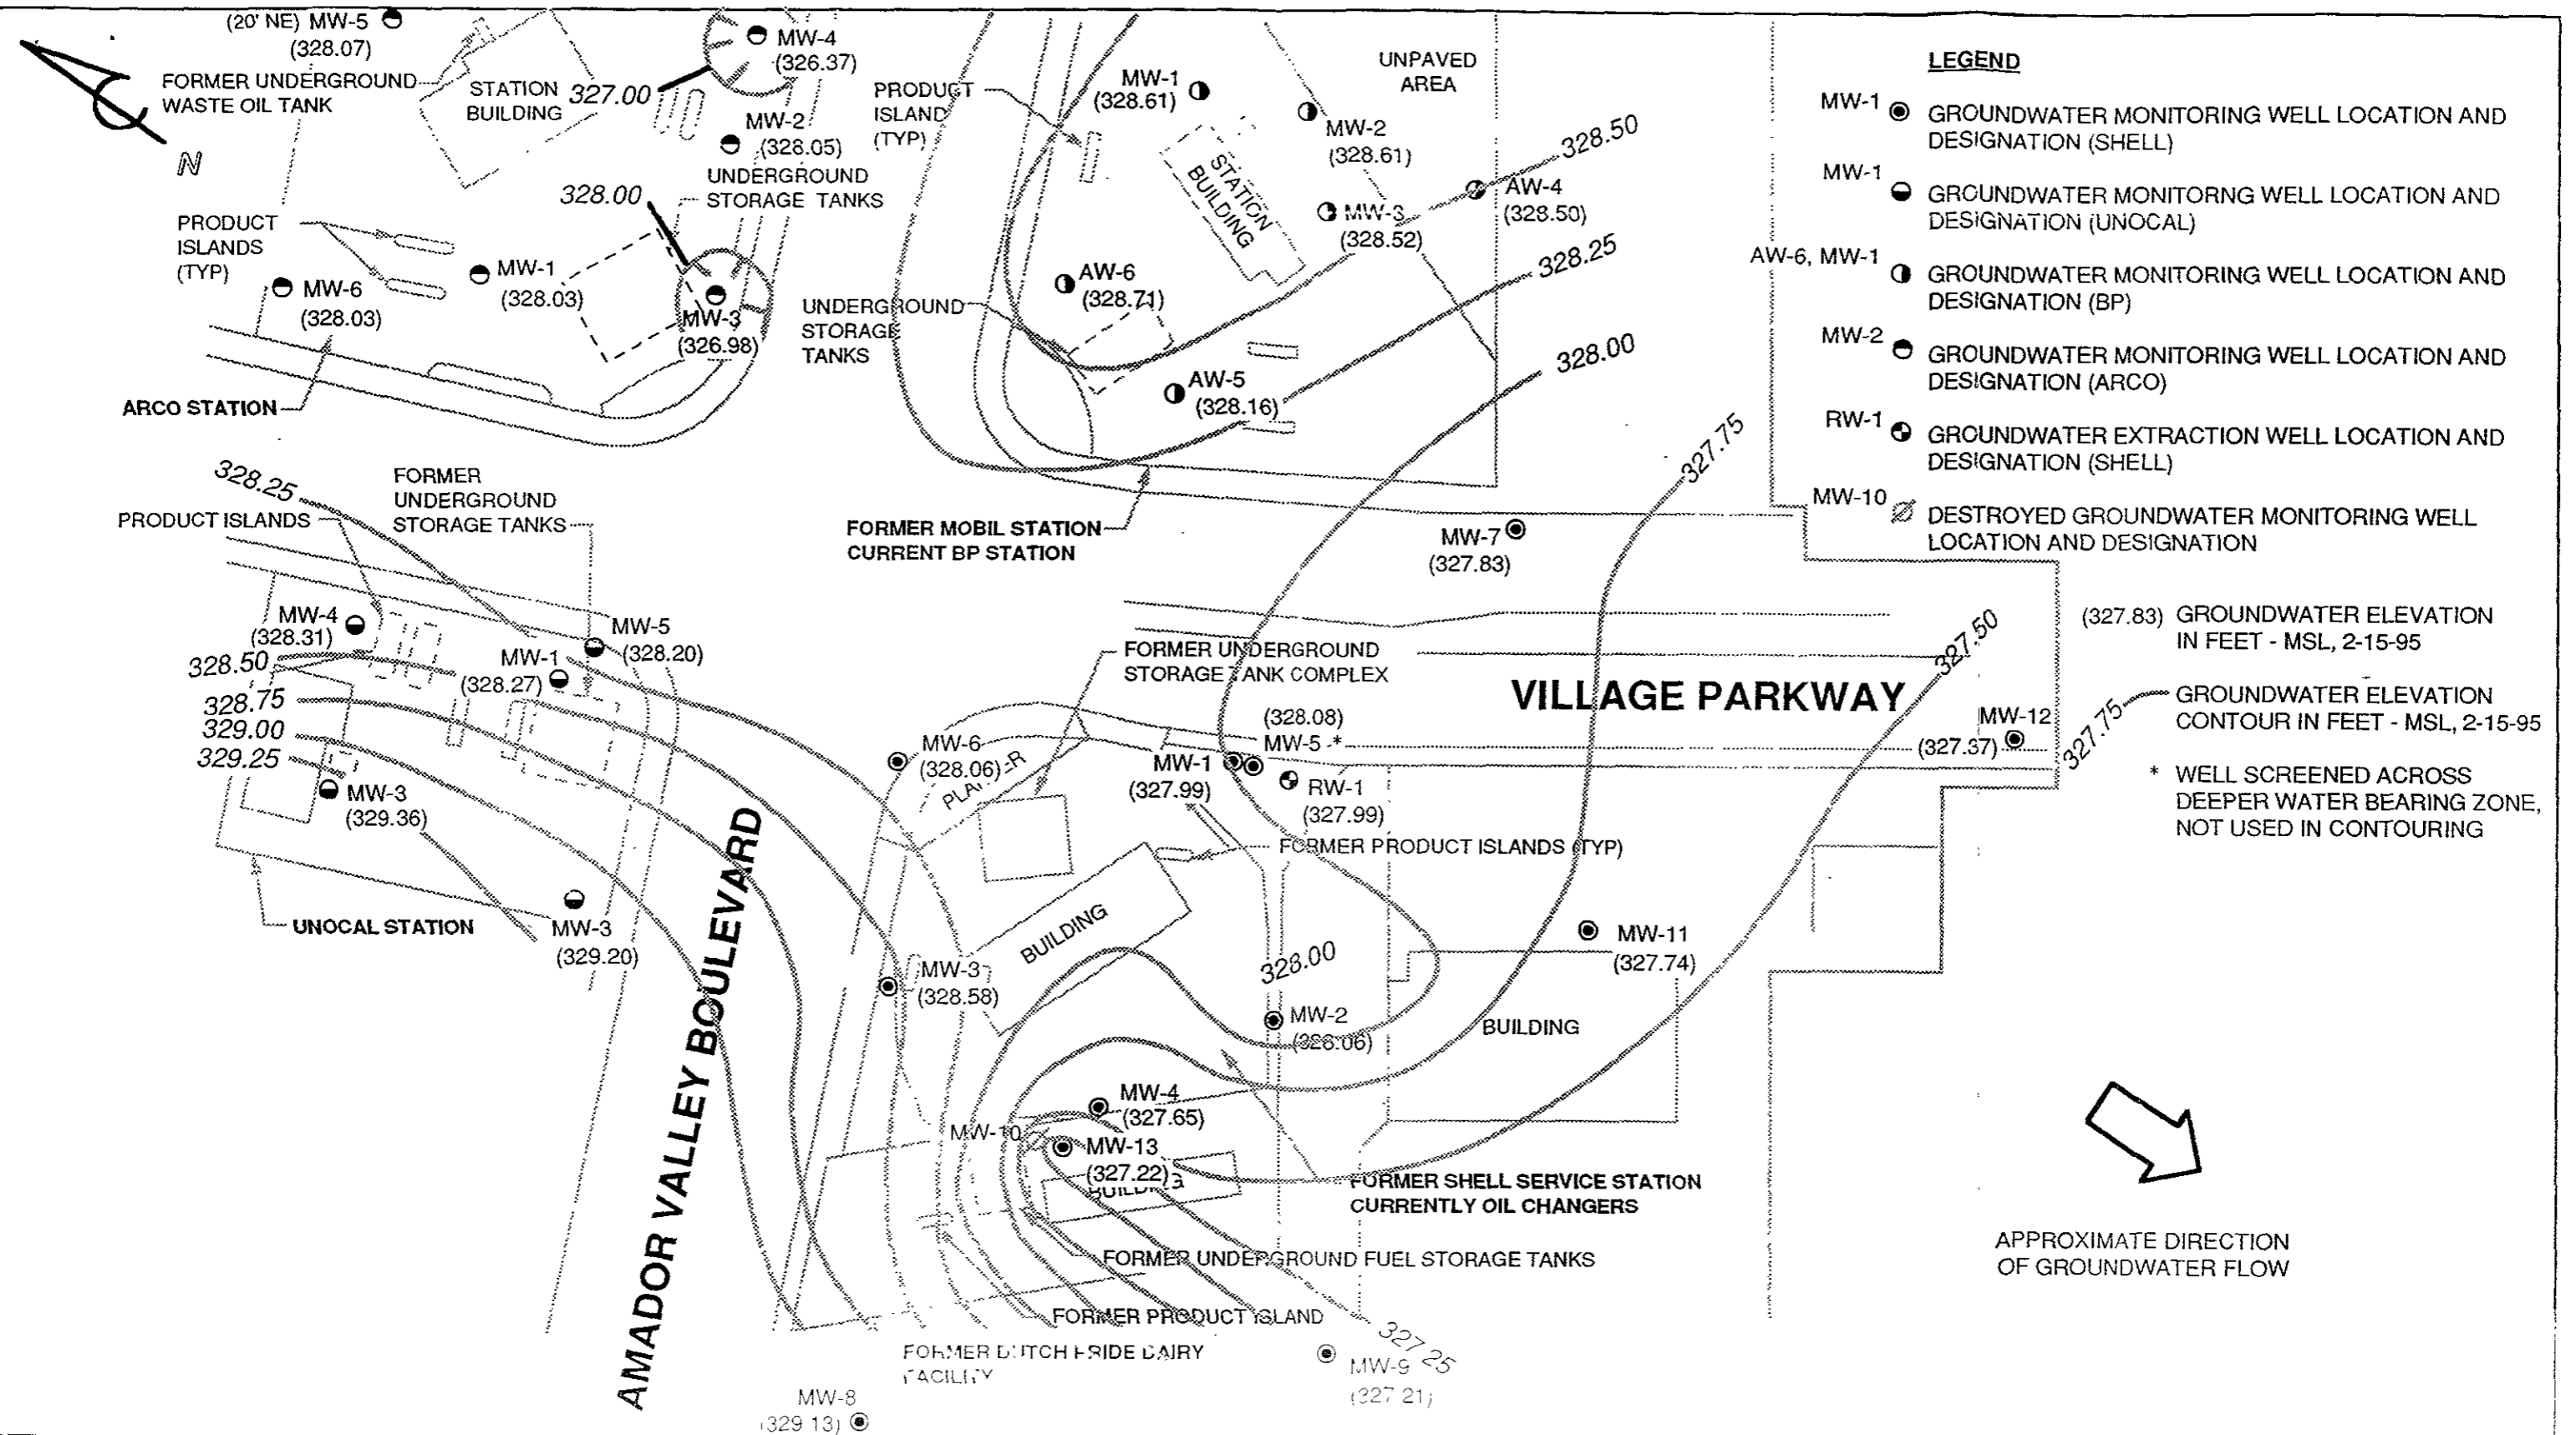 (20' NE) MW-5
(328.07)
FORMER UNDERGROUND
WASTE OIL TANK
N
STATION
BUILDING
327.00
MW-4
(326.37)
MW-2
(328.05)
UNDERGROUND
STORAGE TANKS
328.00
PRODUCT
ISLANDS
(TYP)
MW-6
(328.03)
MW-1
(328.03)
MW-3
(326.98)
ARCO STATION
PRODUCT
ISLAND
(TYP)
MW-1
(328.61)
UNPAVED
AREA
MW-2
(328.61)
STATION
BUILDING
MW-3
(328.52)
AW-4
(328.50)
328.50
328.25
328.00
327.75
AW-6
(328.71)
UNDERGROUND
STORAGE
TANKS
AW-5
(328.16)
FORMER MOBIL STATION
CURRENT BP STATION
MW-7
(327.83)
328.25
FORMER
UNDERGROUND
STORAGE TANKS
PRODUCT ISLANDS
MW-4
(328.31)
MW-5
(328.20)
MW-1
(328.27)
328.50
328.75
329.00
329.25
MW-3
(329.36)
MW-3
(329.20)
UNOCAL STATION
AMADOR VALLEY BOULEVARD
FORMER UNDERGROUND
STORAGE TANK COMPLEX
VILLAGE PARKWAY
327.50
MW-12
(327.37)
MW-6
(328.06)
(328.08)
MW-5 *
MW-1
(327.99)
RW-1
(327.99)
FORMER PRODUCT ISLANDS (TYP)
BUILDING
MW-3
(328.58)
328.00
MW-2
MW-11
(327.74)
BUILDING
MW-4
(327.65)
MW-10
MW-13
(327.22)
FORMER SHELL SERVICE STATION
CURRENTLY OIL CHANGERS
FORMER UNDERGROUND FUEL STORAGE TANKS
FORMER PRODUCT ISLAND
FORMER DUTCH PRIDE DAIRY
FACILITY
327.25
MW-9
(327.21)
MW-8
(329.13)
LEGEND
MW-1 GROUNDWATER MONITORING WELL LOCATION AND
DESIGNATION (SHELL)
MW-1 GROUNDWATER MONITORNG WELL LOCATION AND
DESIGNATION (UNOCAL)
AW-6, MW-1 GROUNDWATER MONITORING WELL LOCATION AND
DESIGNATION (BP)
MW-2 GROUNDWATER MONITORING WELL LOCATION AND
DESIGNATION (ARCO)
RW-1 GROUNDWATER EXTRACTION WELL LOCATION AND
DESIGNATION (SHELL)
MW-10 DESTROYED GROUNDWATER MONITORING WELL
LOCATION AND DESIGNATION
(327.83) GROUNDWATER ELEVATION
IN FEET - MSL, 2-15-95
327.75 GROUNDWATER ELEVATION
CONTOUR IN FEET - MSL, 2-15-95
* WELL SCREENED ACROSS
DEEPER WATER BEARING ZONE,
NOT USED IN CONTOURING
APPROXIMATE DIRECTION
OF GROUNDWATER FLOW